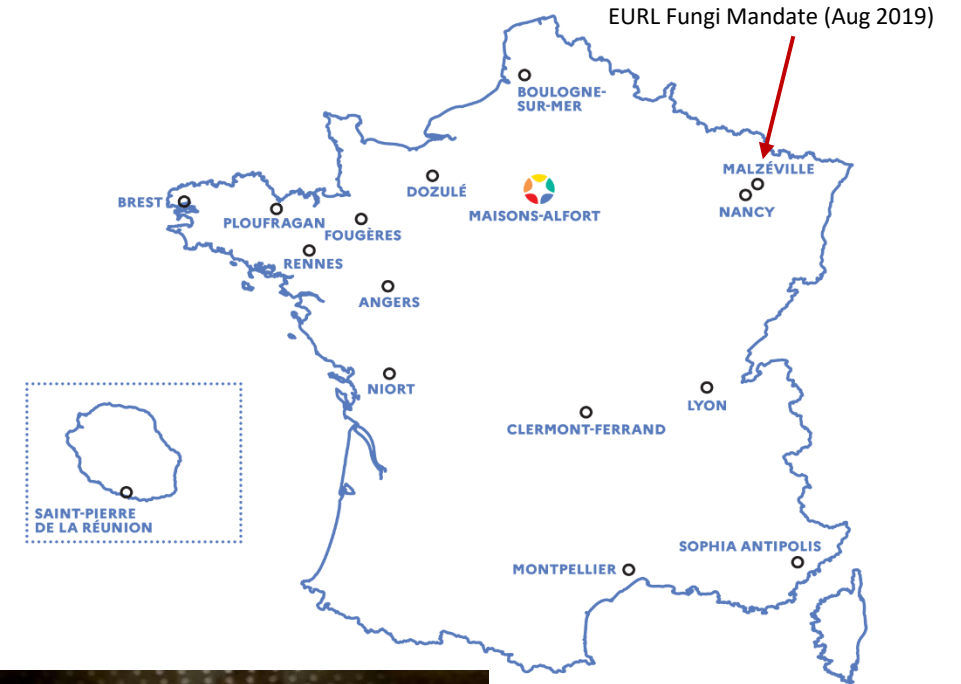 EURL Fungi Mandate (Aug 2019)
BOULOGNE-
SUR-MER
MALZÉVILLE
DOZULÉ
BREST
NANCY
MAISONS-ALFORT
PLOUFRAGAN
FOUGÈRES
RENNES
ANGERS
NIORT
LYON
CLERMONT-FERRAND
SAINT-PIERRE
DE LA RÉUNION
SOPHIA ANTIPOLIS
MONTPELLIER